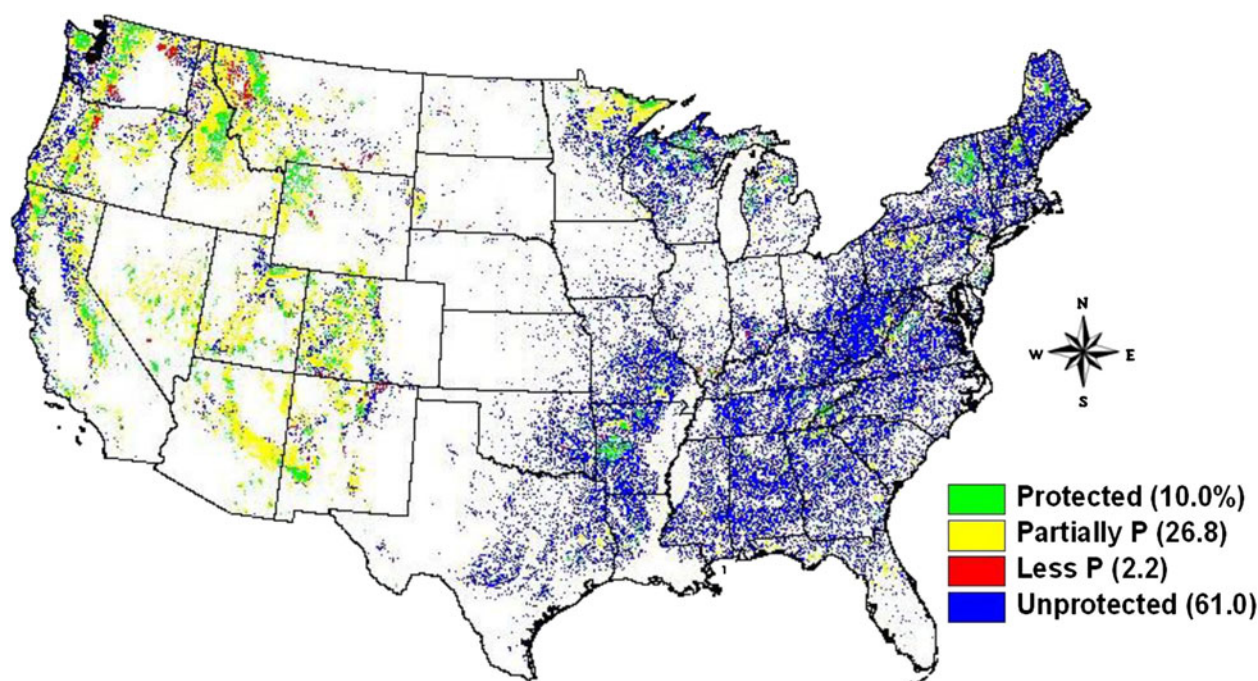 N
W E
S
Protected (10.0%)
Partially P (26.8)
Less P (2.2)
Unprotected (61.0)